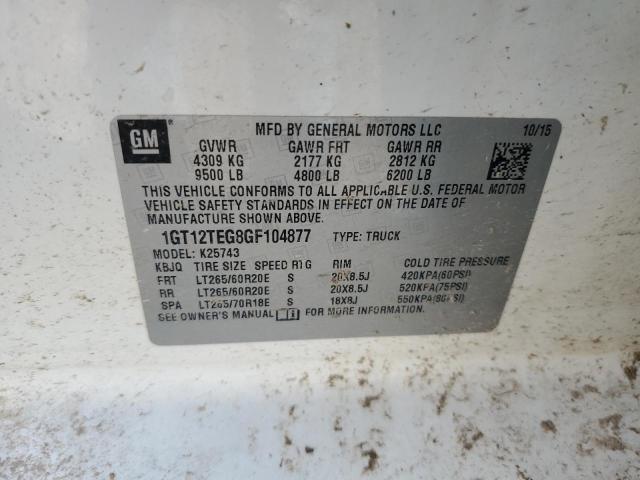 GM
MFD BY GENERAL MOTORS LLC 10/15
GVWR GAWR FRT GAWR RR
4309 KG 2177 KG 2812 KG
9500 LB 4800 LB 6200 LB
THIS VEHICLE CONFORMS TO ALL APPLICABLE U.S. FEDERAL MOTOR
VEHICLE SAFETY STANDARDS IN EFFECT ON THE DATE OF
MANUFACTURE SHOWN ABOVE.
1GT12TEG8GF104877 TYPE: TRUCK
MODEL: K25743
KBJQ TIRE SIZE SPEED RTG RIM COLD TIRE PRESSURE
FRT LT265/60R20E S 20X8.5J 420KPA(60PSI)
RR LT265/60R20E S 20X8.5J 520KPA(75PSI)
SPA LT265/70R18E S 18X8J 550KPA(80PSI)
SEE OWNER'S MANUAL FOR MORE INFORMATION.